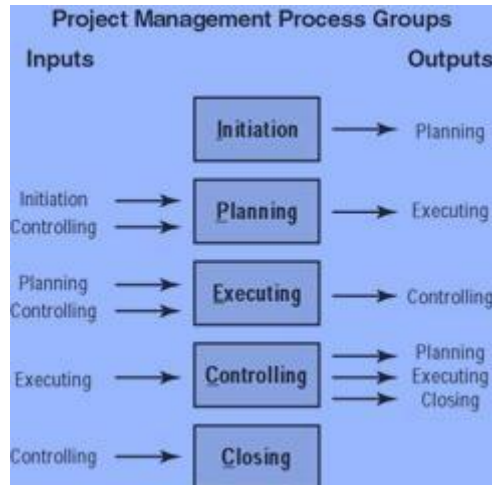 Project Management Process Groups
Inputs
Outputs
Initiation
Planning
Initiation
Controlling
Planning
Executing
Planning
Controlling
Executing
Controlling
Executing
Controlling
Planning
Executing
Closing
Controlling
Closing